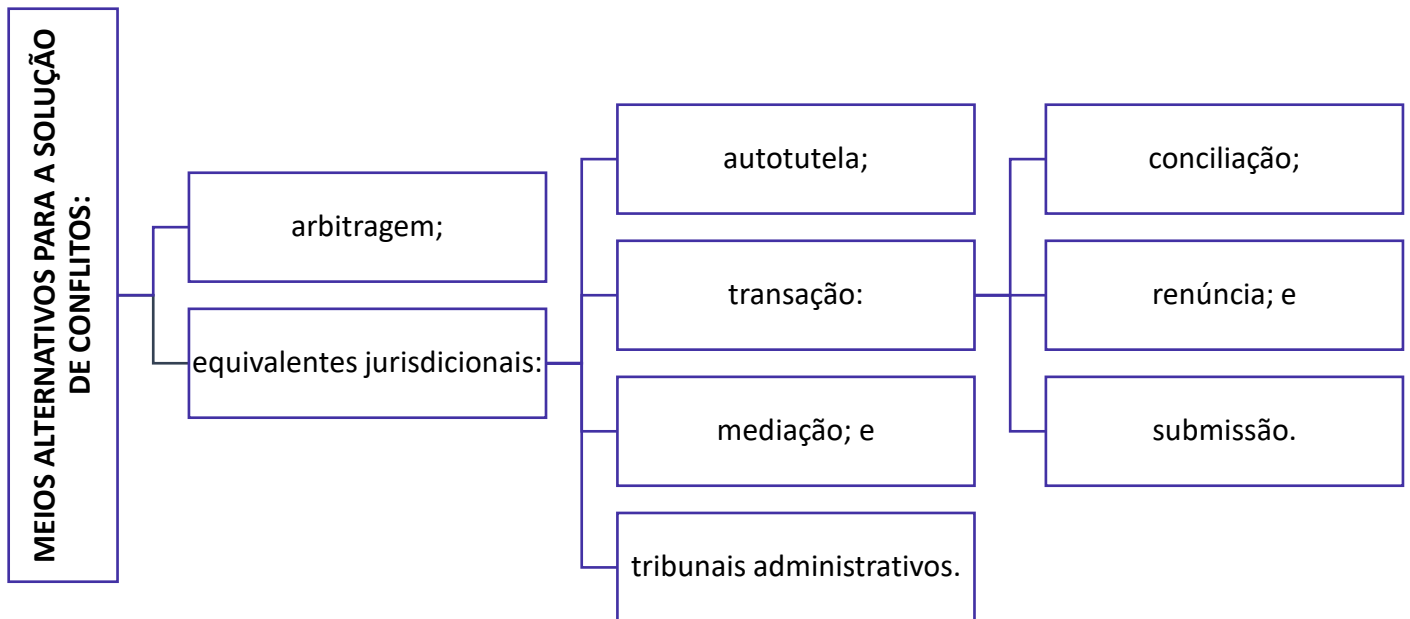 MEIOS ALTERNATIVOS PARA A SOLUÇÃO
DE CONFLITOS:
arbitragem;
equivalentes jurisdicionais:
autotutela;
transação:
mediação; e
tribunais administrativos.
conciliação;
renúncia; e
submissão.